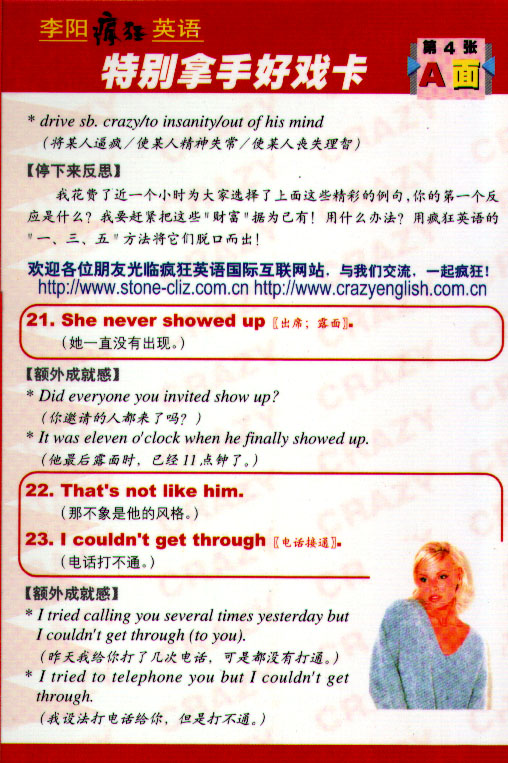 李阳疯狂英语
特别拿手好戏卡
第4张
A面
* drive sb. crazy/to insanity/out of his mind
(将某人逼疯/使某人精神失常/使某人丧失理智)
【停下来反思】
我花费了近一个小时为大家选择了上面这些精彩的例句,你的第一个反
应是什么? 我要赶紧把这些"财富"据为已有! 用什么办法? 用疯狂英语的
"一、三、五"方法将它们脱口而出!
欢迎各位朋友光临疯狂英语国际互联网站，与我们交流，一起疯狂!
http://www.stone-cliz.com.cn http://www.crazyenglish.com.cn
21. She never showed up〖出席; 露面〗.
(她一直没有出现。)
【额外成就感】
* Did everyone you invited show up?
(你邀请的人都来了吗? )
* It was eleven o'clock when he finally showed up.
(他最后露面时，已经11点钟了。)
22. That's not like him.
(那不象是他的风格。)
23. I couldn't get through〖电话接通〗.
(电话打不通。)
【额外成就感】
* I tried calling you several times yesterday but
I couldn't get through (to you).
(昨天我给你打了几次电话，可是都没有打通。)
* I tried to telephone you but I couldn't get
through.
(我设法打电话给你，但是打不通。)